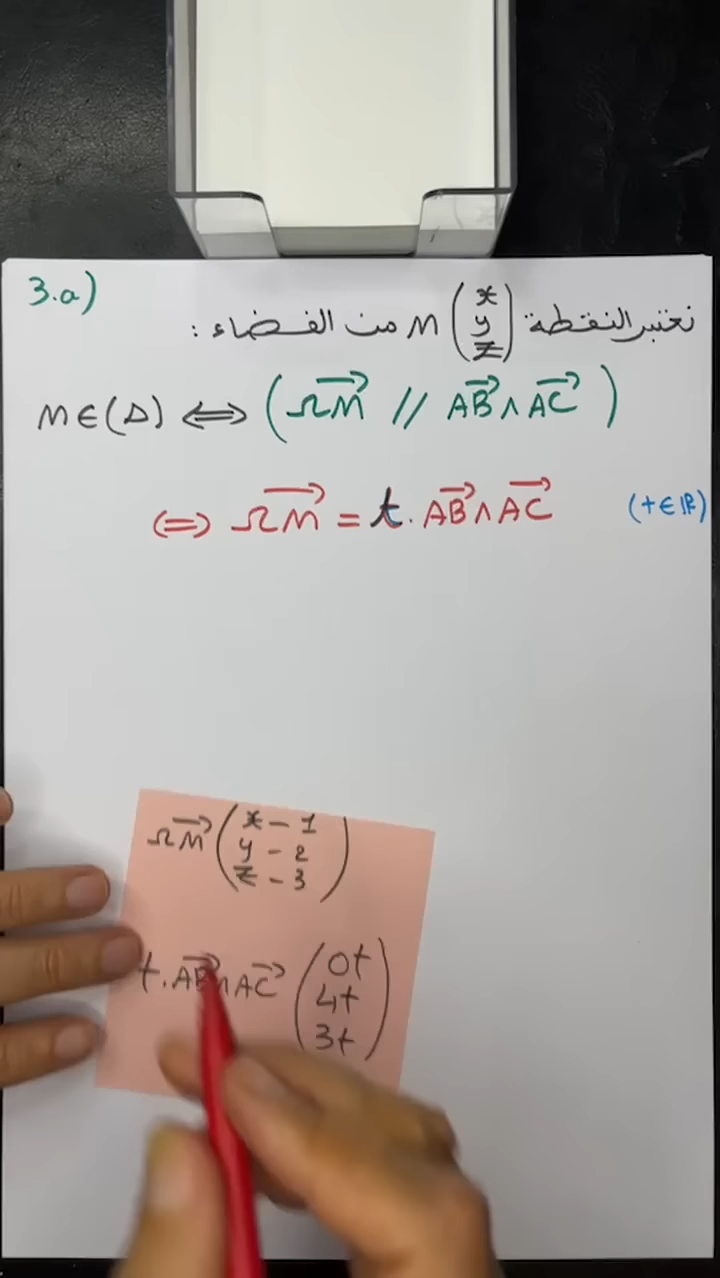 3.a)
نعتبر النقطة M (x y z) من الفضاء :
M∈(Δ) ⟺ (ΩM⃗ // AB⃗ ∧ AC⃗)
⟺ ΩM⃗ = t. AB⃗ ∧ AC⃗ (t∈ℝ)
ΩM⃗ (x - 1
y - 2
z - 3)
t. AB⃗ ∧ AC⃗ (0t
4t
3t)